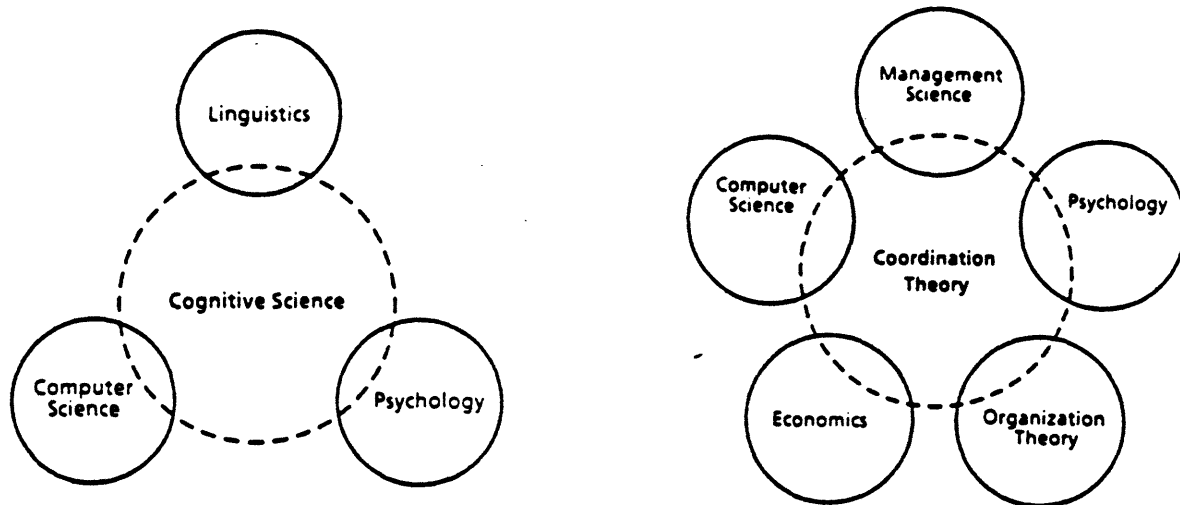 Linguistics
Cognitive Science
Computer
Science
Psychology
Management
Science
Computer
Science
Psychology
Coordination
Theory
Economics
Organization
Theory